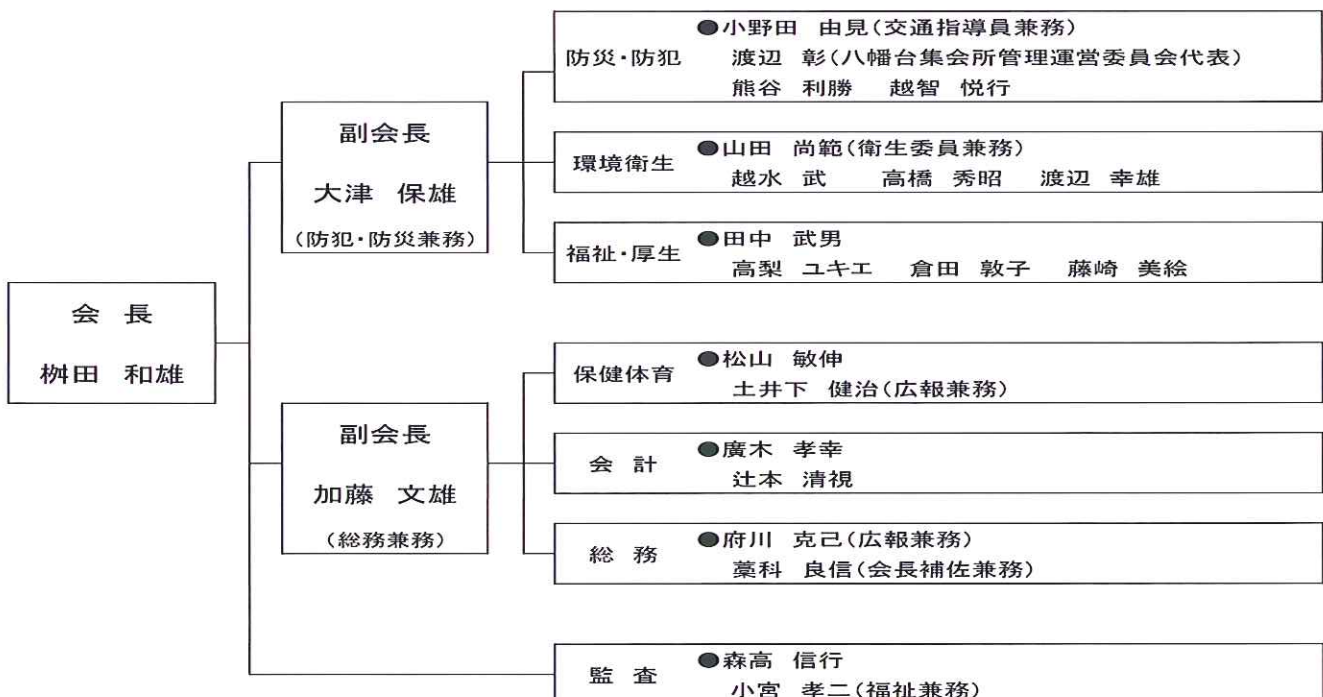 会 長
桝田 和雄
副会長
大津 保雄
(防犯・防災兼務)
防災・防犯
●小野田 由見(交通指導員兼務)
渡辺 彰(八幡台集会所管理運営委員会代表)
熊谷 利勝 越智 悦行
環境衛生
●山田 尚範(衛生委員兼務)
越水 武 高橋 秀昭 渡辺 幸雄
福祉・厚生
●田中 武男
高梨 ユキエ 倉田 敦子 藤崎 美絵
副会長
加藤 文雄
(総務兼務)
保健体育
●松山 敏伸
土井下 健治(広報兼務)
会 計
●廣木 孝幸
辻本 清視
総 務
●府川 克己(広報兼務)
藁科 良信(会長補佐兼務)
監 査
●森高 信行
小宮 孝二(福祉兼務)